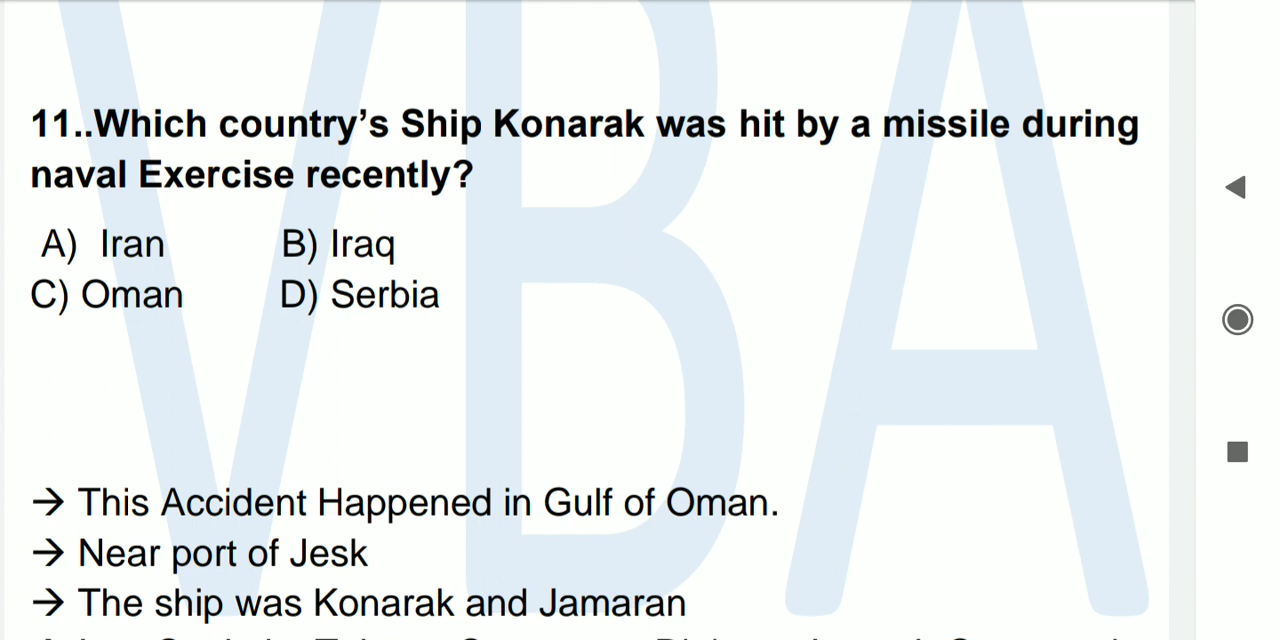 11..Which country’s Ship Konarak was hit by a missile during
naval Exercise recently?
A) Iran B) Iraq
C) Oman D) Serbia
→ This Accident Happened in Gulf of Oman.
→ Near port of Jesk
→ The ship was Konarak and Jamaran
VBA